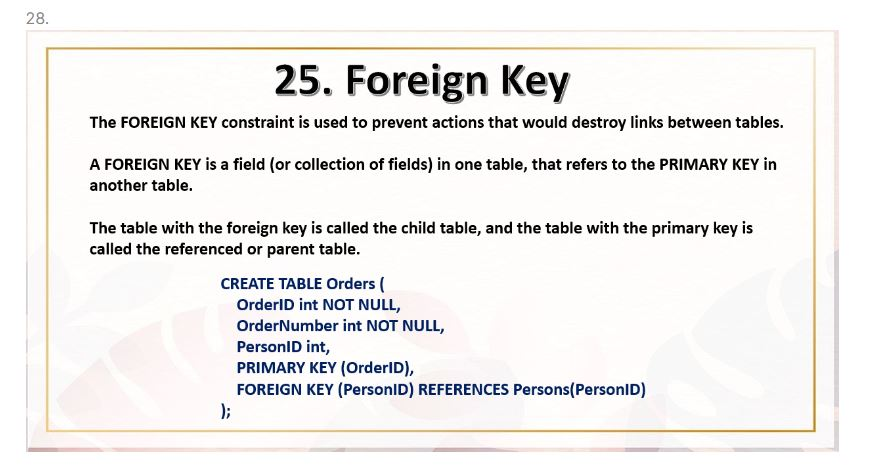 28.
25. Foreign Key
The FOREIGN KEY constraint is used to prevent actions that would destroy links between tables.
A FOREIGN KEY is a field (or collection of fields) in one table, that refers to the PRIMARY KEY in
another table.
The table with the foreign key is called the child table, and the table with the primary key is
called the referenced or parent table.
CREATE TABLE Orders (
OrderID int NOT NULL,
OrderNumber int NOT NULL,
PersonID int,
PRIMARY KEY (OrderID),
FOREIGN KEY (PersonID) REFERENCES Persons(PersonID)
);